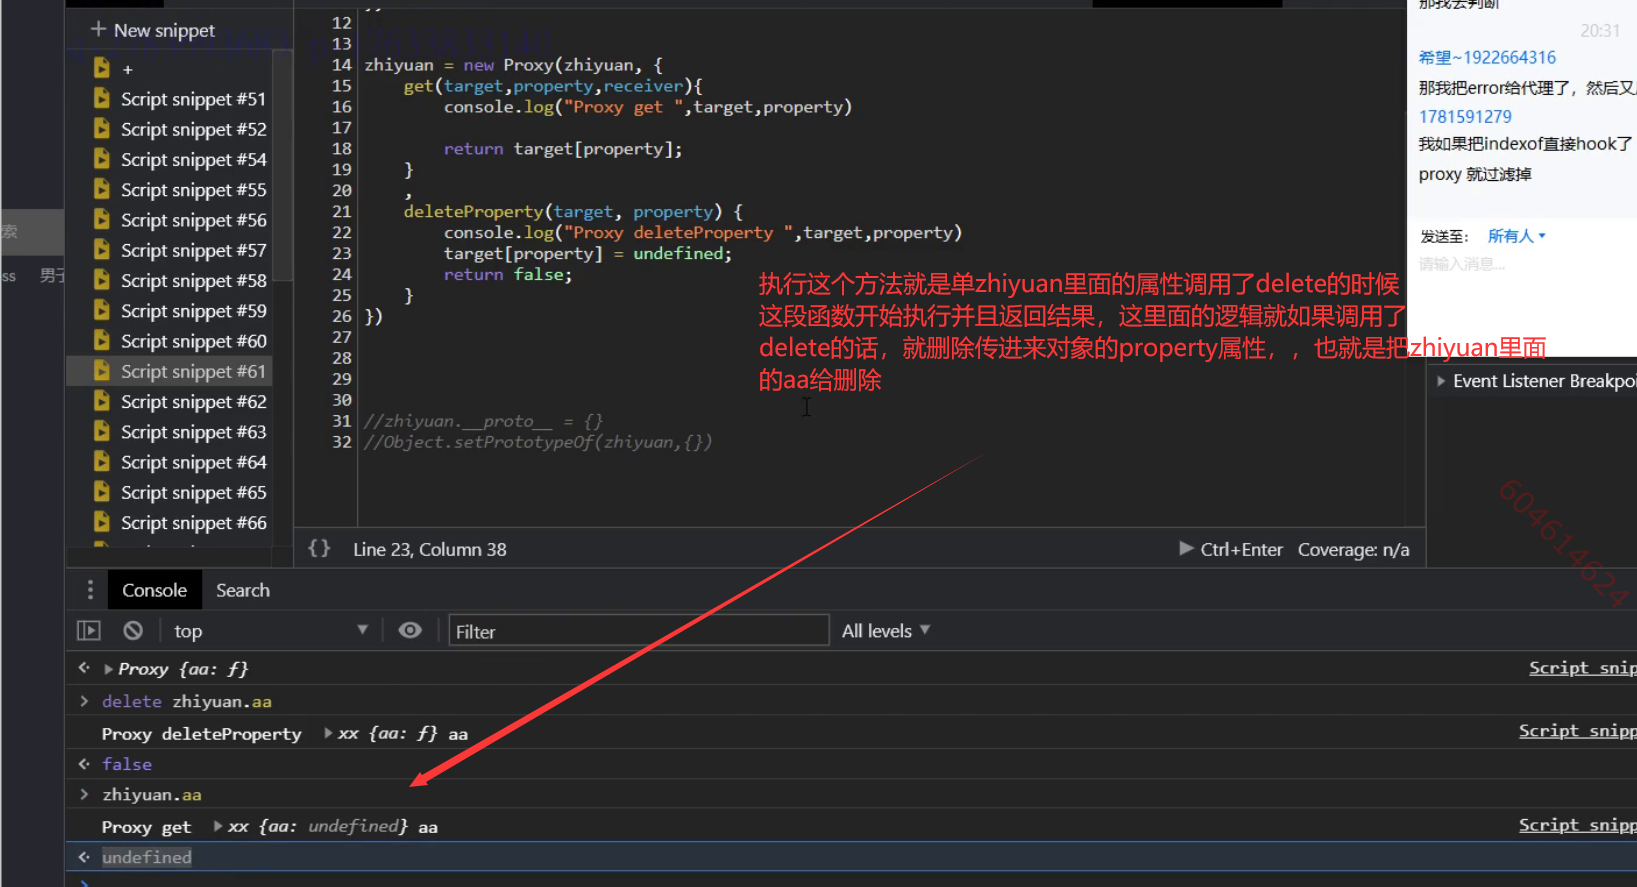 New snippet
+
Script snippet #51
Script snippet #52
Script snippet #54
Script snippet #55
Script snippet #56
Script snippet #57
Script snippet #58
Script snippet #59
Script snippet #60
Script snippet #61
Script snippet #62
Script snippet #63
Script snippet #64
Script snippet #65
Script snippet #66
索
ss 男子
12
13
14 zhiyuan = new Proxy(zhiyuan, {
15 get(target,property,receiver){
16 console.log("Proxy get ",target,property)
17
18 return target[property];
19 }
20 ,
21 deleteProperty(target, property) {
22 console.log("Proxy deleteProperty ",target,property)
23 target[property] = undefined;
24 return false;
25 }
26 })
27
28
29
30
31 //zhiyuan.__proto__ = {}
32 //Object.setPrototypeOf(zhiyuan,{})
执行这个方法就是单zhiyuan里面的属性调用了delete的时候
这段函数开始执行并且返回结果，这里面的逻辑就如果调用了
delete的话，就删除传进来对象的property属性，，也就是把zhiyuan里面
的aa给删除
那我去判断
20:31
希望~1922664316
那我把error给代理了，然后又
1781591279
我如果把indexof直接hook了
proxy 就过滤掉
发送至： 所有人
请输入消息...
Event Listener Breakpoi
604614624
{} Line 23, Column 38
Ctrl+Enter Coverage: n/a
Console Search
top Filter All levels
Proxy {aa: f} Script snip
delete zhiyuan.aa
Proxy deleteProperty xx {aa: f} aa Script snipp
false
zhiyuan.aa
Proxy get xx {aa: undefined} aa Script snipp
undefined